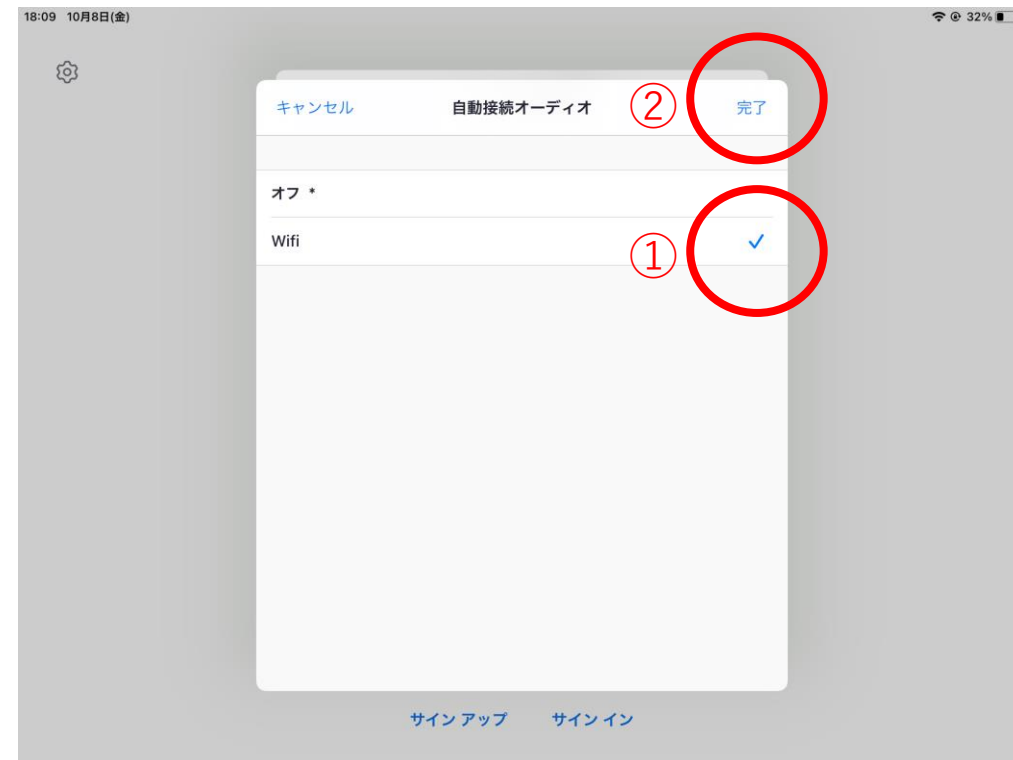 18:09 10月8日(金) 32%
キャンセル 自動接続オーディオ ② 完了
オフ *
Wifi ①
サイン アップ サイン イン